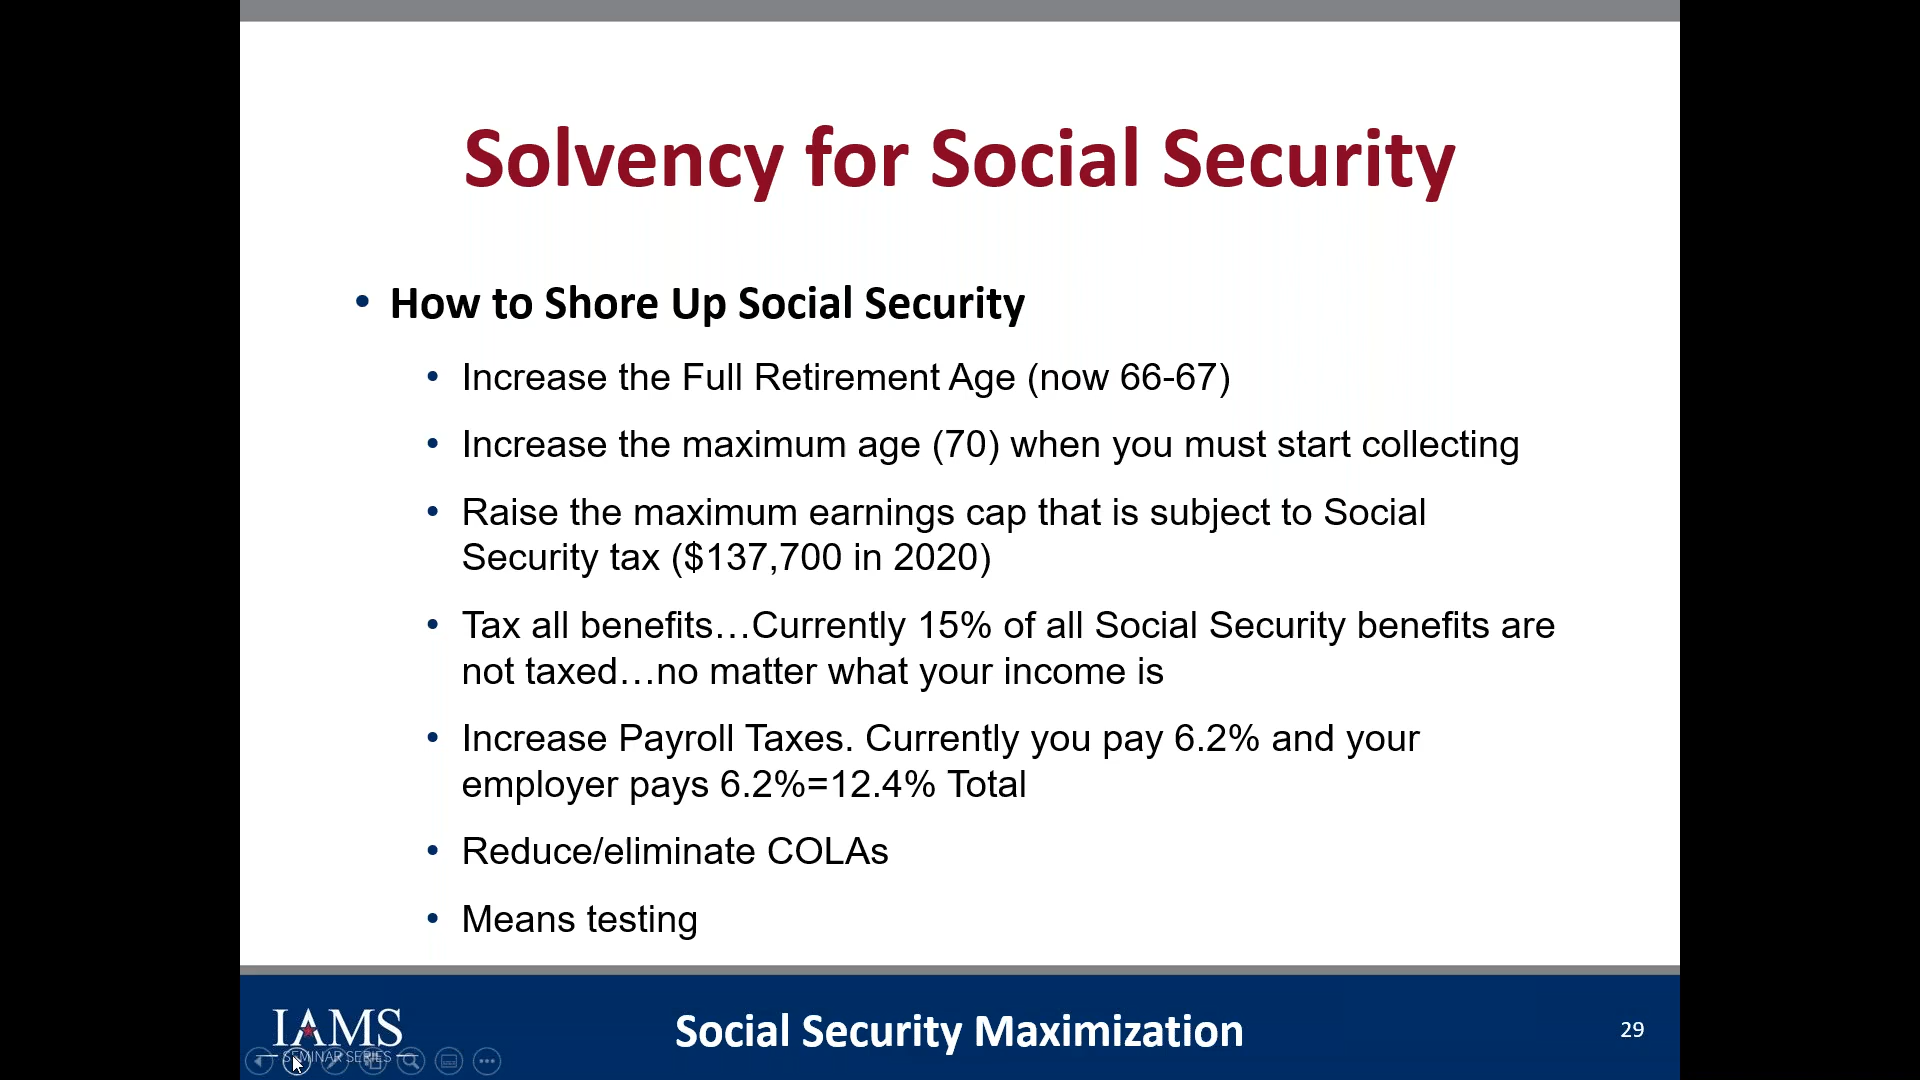 Solvency for Social Security
• How to Shore Up Social Security
• Increase the Full Retirement Age (now 66-67)
• Increase the maximum age (70) when you must start collecting
• Raise the maximum earnings cap that is subject to Social
Security tax ($137,700 in 2020)
• Tax all benefits…Currently 15% of all Social Security benefits are
not taxed…no matter what your income is
• Increase Payroll Taxes. Currently you pay 6.2% and your
employer pays 6.2%=12.4% Total
• Reduce/eliminate COLAs
• Means testing
IAMS
SEMINAR SERIES
Social Security Maximization
29